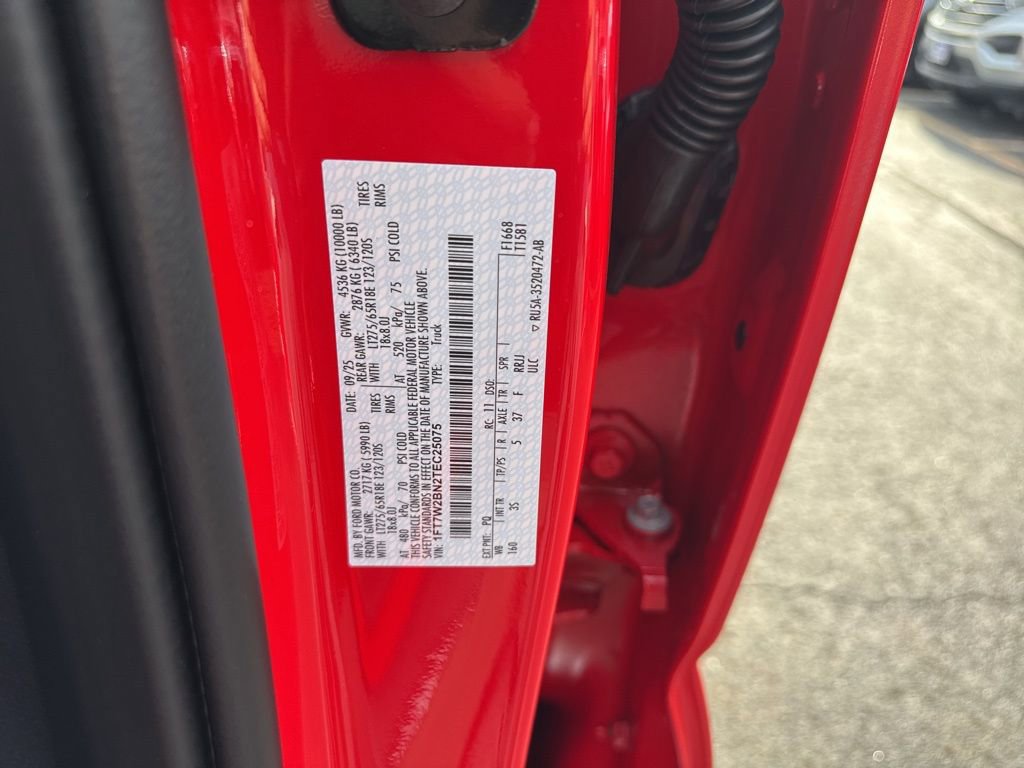 MFD. BY FORD MOTOR CO. DATE: 09/25 GVWR: 4536 KG (10000 LB)
FRONT GAWR: 2717 KG ( 5990 LB) REAR GAWR: 2876 KG ( 6340 LB)
WITH LT275/65R18E 123/120S TIRES WITH LT275/65R18E 123/120S TIRES
18x8.0J RIMS 18x8.0J RIMS
AT 480 kPa/ 70 PSI COLD AT 520 kPa/ 75 PSI COLD
THIS VEHICLE CONFORMS TO ALL APPLICABLE FEDERAL MOTOR VEHICLE
SAFETY STANDARDS IN EFFECT ON THE DATE OF MANUFACTURE SHOWN ABOVE.
VIN: 1FT7W2BN2TEC25075 TYPE: Truck
EXT PNT: PQ RC: 11 DSO: F166B
WB INT TR TP/PS R AXLE TR SPR T1581
160 3S 5 37 F RRJJ
ULC ▽ RU5A-3520472-AB